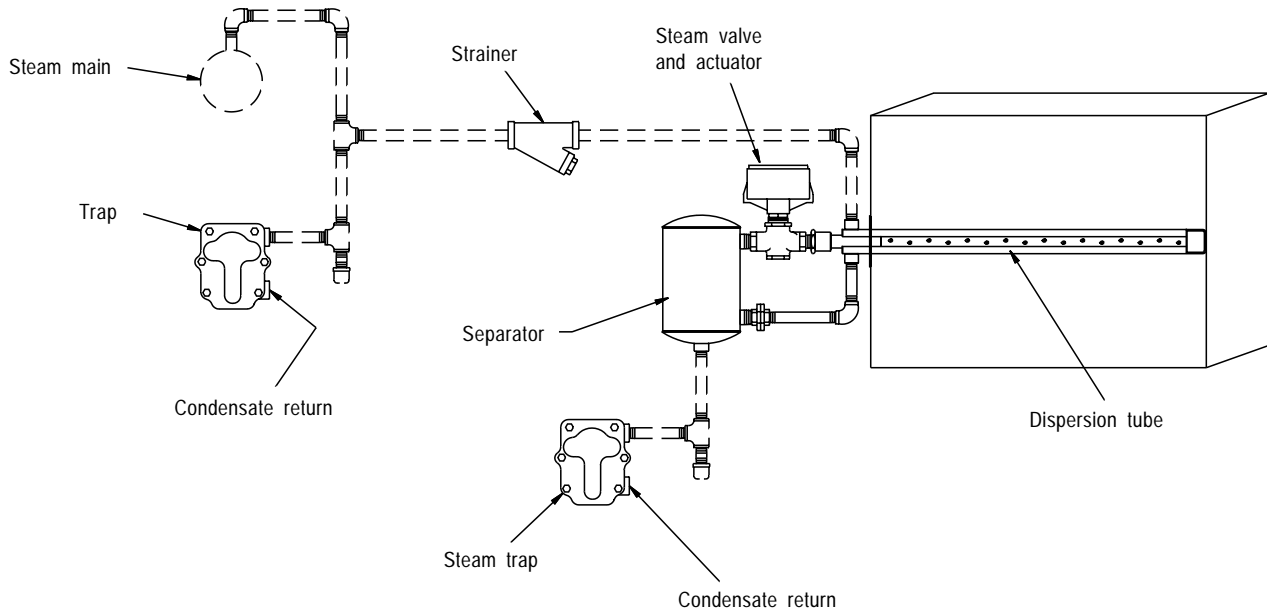 Steam main
Strainer
Steam valve
and actuator
Trap
Separator
Condensate return
Dispersion tube
Steam trap
Condensate return